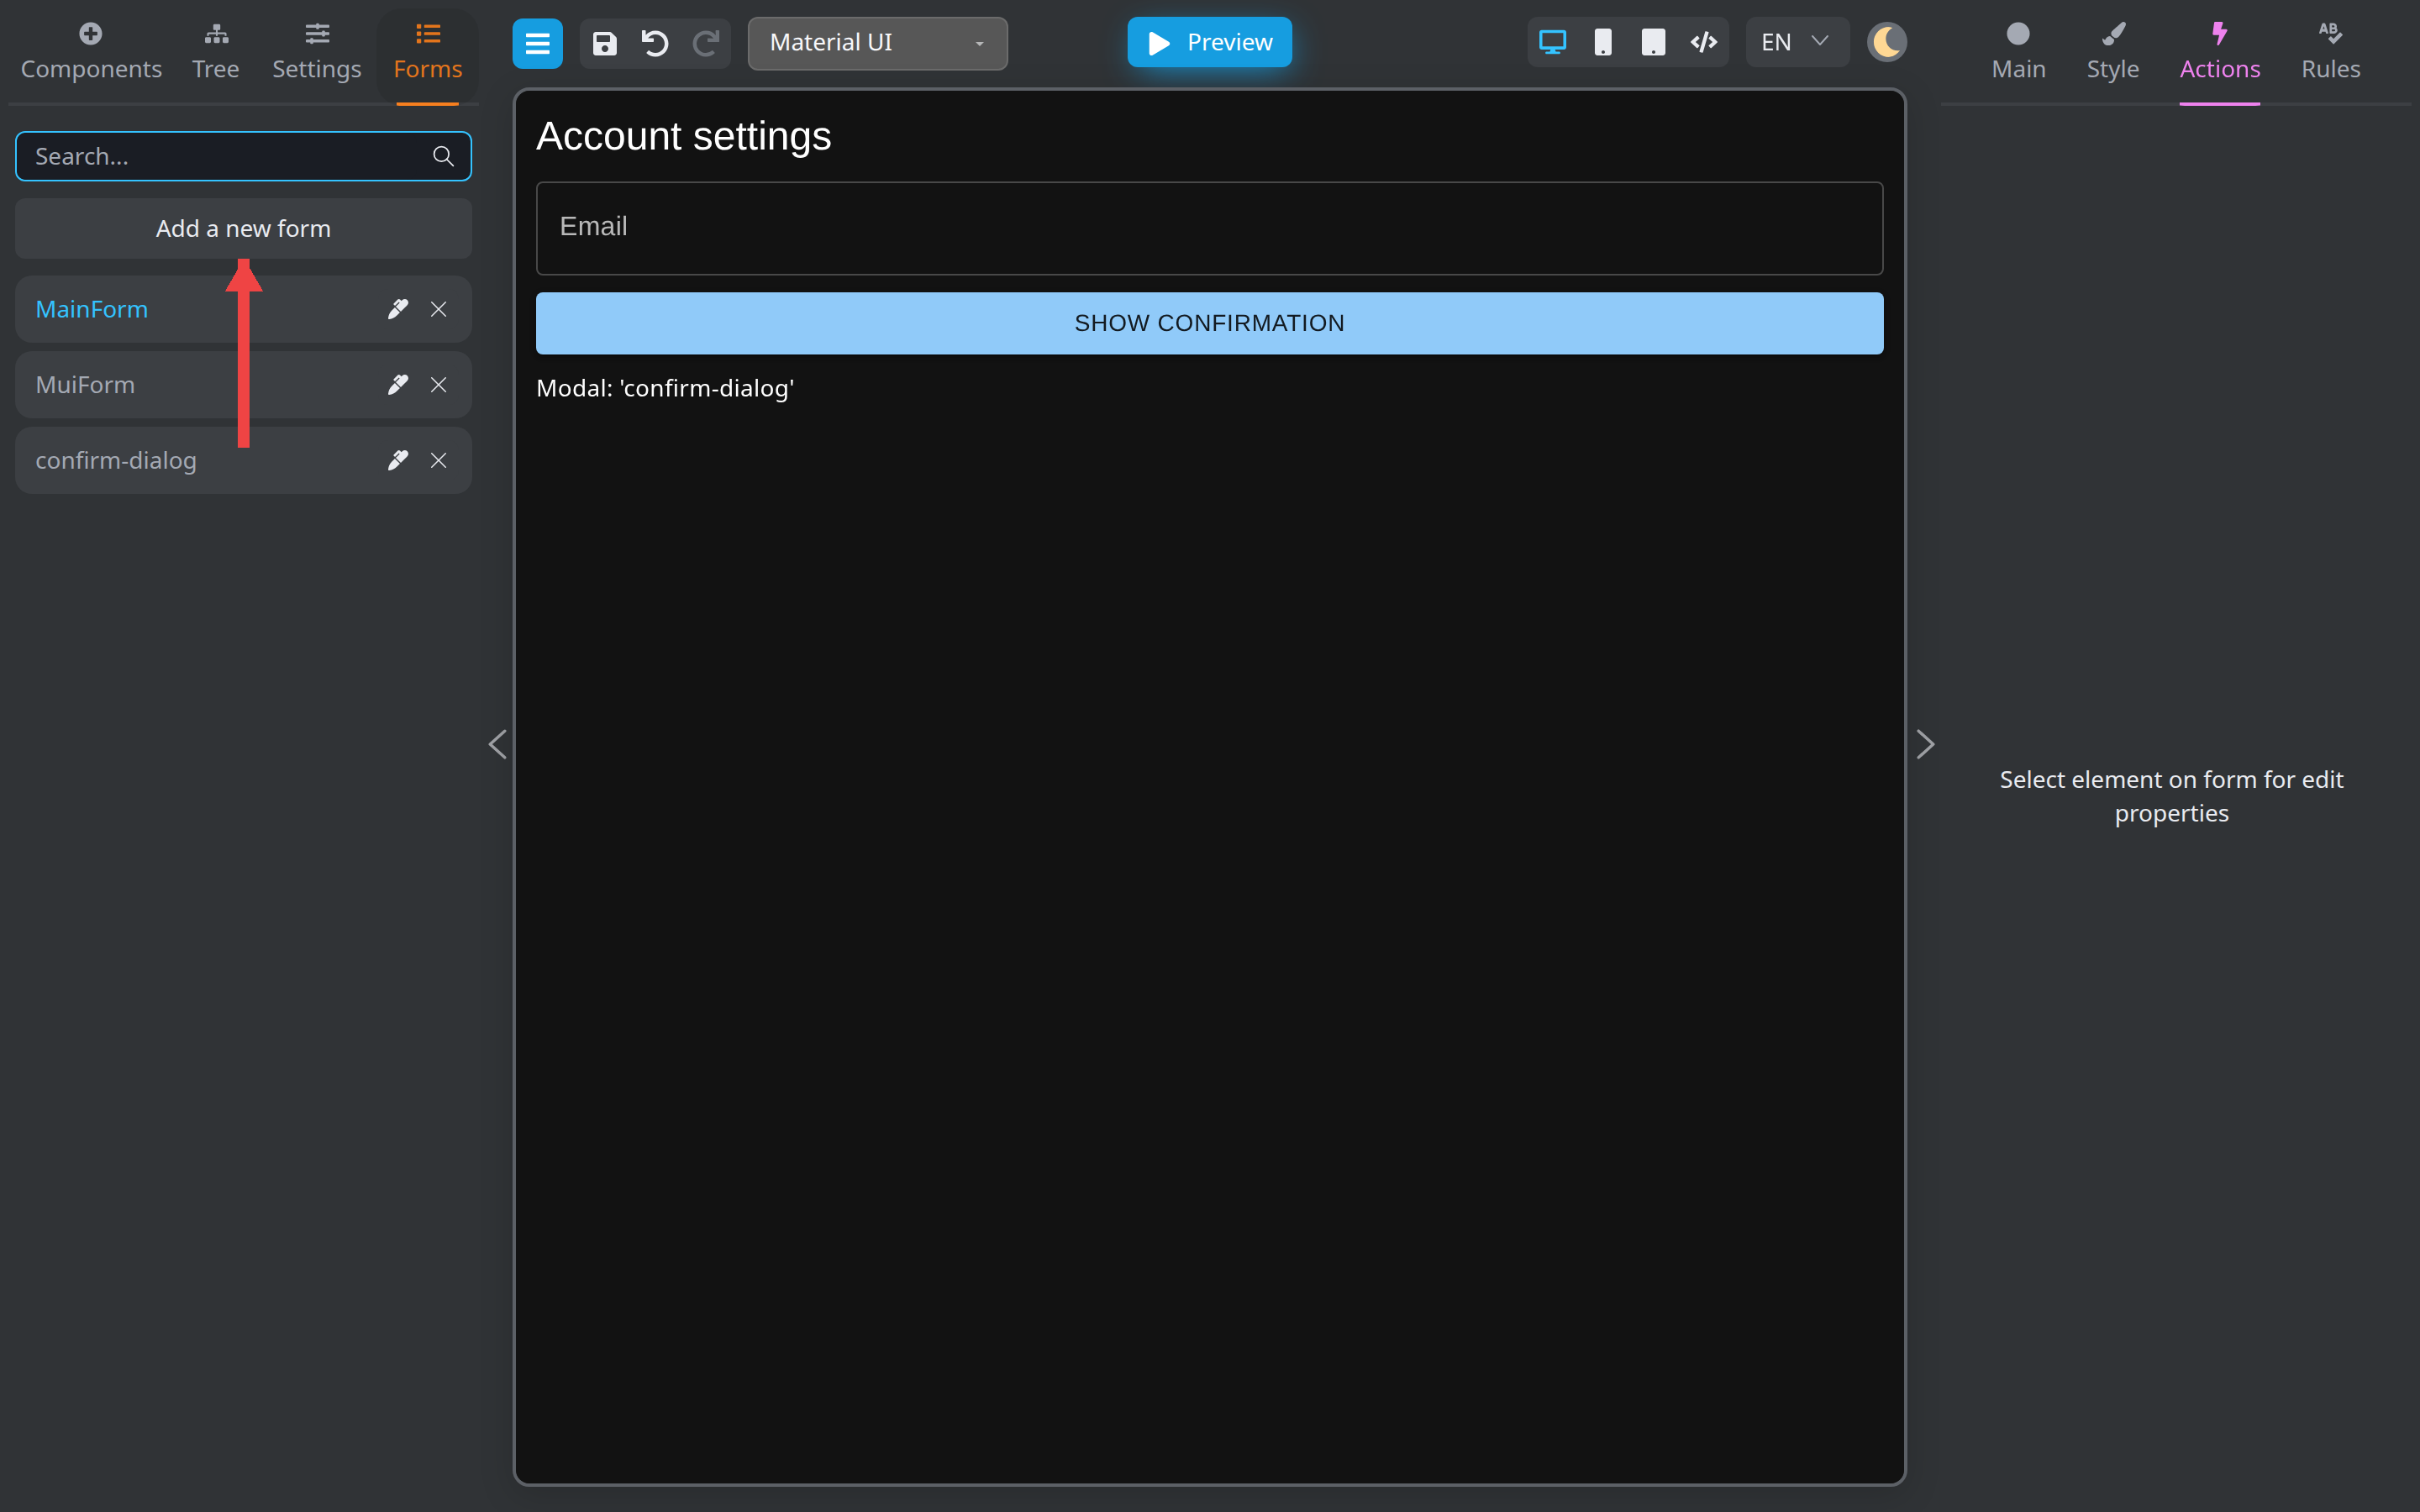 Components Tree Settings Forms
Material UI
Preview
EN
Main Style Actions Rules
Search...
Add a new form
MainForm
MuiForm
confirm-dialog
Account settings
Email
SHOW CONFIRMATION
Modal: 'confirm-dialog'
Select element on form for edit
properties